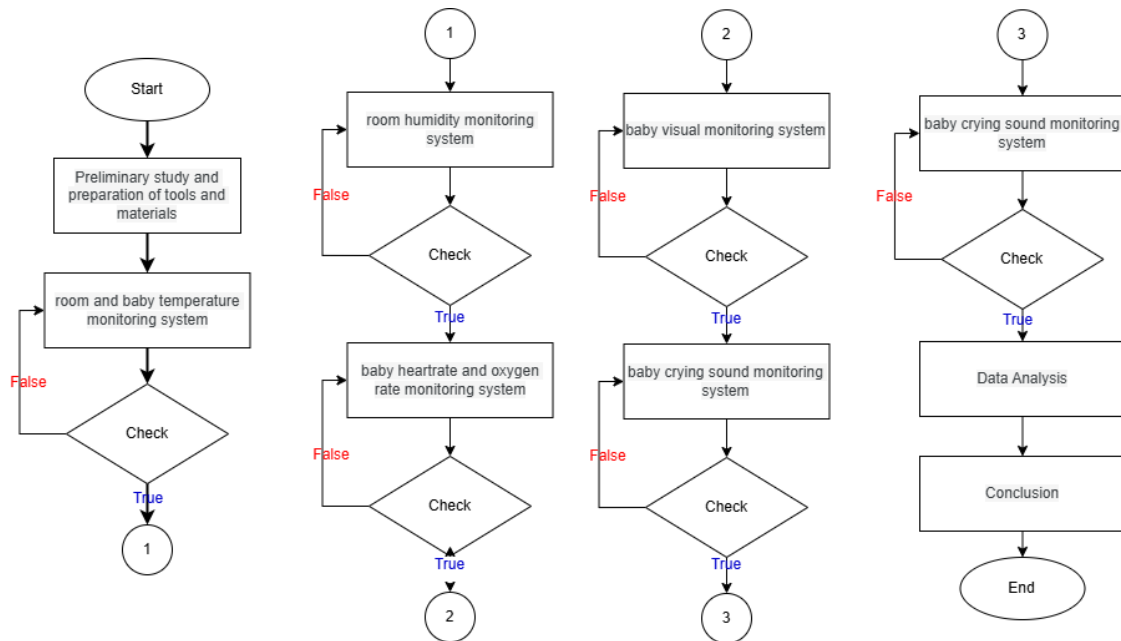 Start
Preliminary study and
preparation of tools and
materials
room and baby temperature
monitoring system
False
Check
True
1
1
room humidity monitoring
system
False
Check
True
baby heartrate and oxygen
rate monitoring system
False
Check
True
2
2
baby visual monitoring system
False
Check
True
baby crying sound monitoring
system
False
Check
True
3
3
baby crying sound monitoring
system
False
Check
True
Data Analysis
Conclusion
End